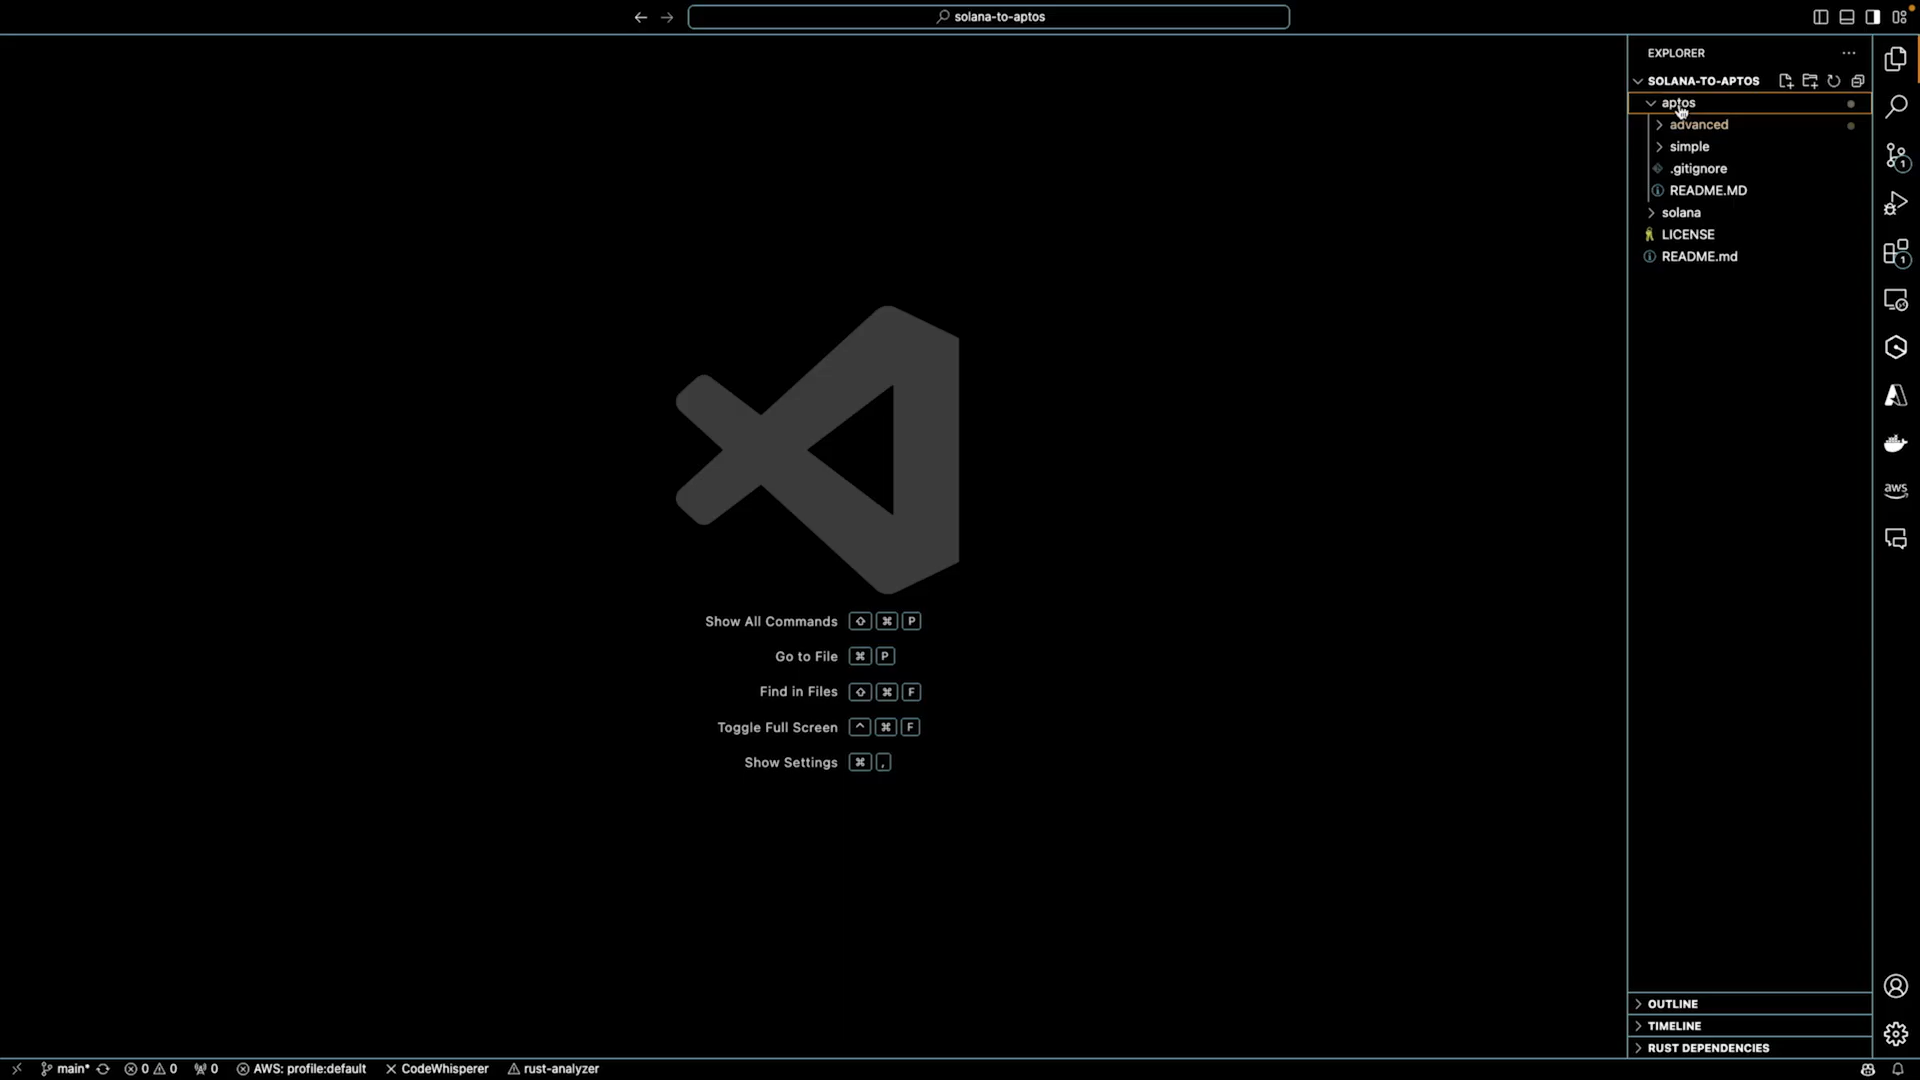 solana-to-aptos
EXPLORER
SOLANA-TO-APTOS
aptos
advanced
simple
.gitignore
README.MD
solana
LICENSE
README.md
1
1
aws
Show All Commands ⇧ ⌘ P
Go to File ⌘ P
Find in Files ⇧ ⌘ F
Toggle Full Screen ^ ⌘ F
Show Settings ⌘ ,
OUTLINE
TIMELINE
RUST DEPENDENCIES
main* 0 0 0 AWS: profile:default CodeWhisperer rust-analyzer